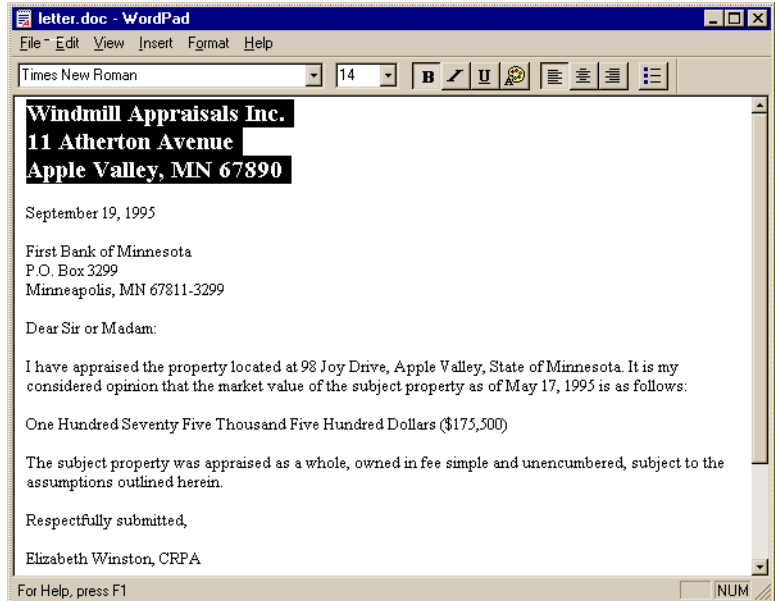 letter.doc - WordPad
File Edit View Insert Format Help
Times New Roman 14 B I U
Windmill Appraisals Inc.
11 Atherton Avenue
Apple Valley, MN 67890
September 19, 1995
First Bank of Minnesota
P.O. Box 3299
Minneapolis, MN 67811-3299
Dear Sir or Madam:
I have appraised the property located at 98 Joy Drive, Apple Valley, State of Minnesota. It is my
considered opinion that the market value of the subject property as of May 17, 1995 is as follows:
One Hundred Seventy Five Thousand Five Hundred Dollars ($175,500)
The subject property was appraised as a whole, owned in fee simple and unencumbered, subject to the
assumptions outlined herein.
Respectfully submitted,
Elizabeth Winston, CRPA
For Help, press F1 NUM